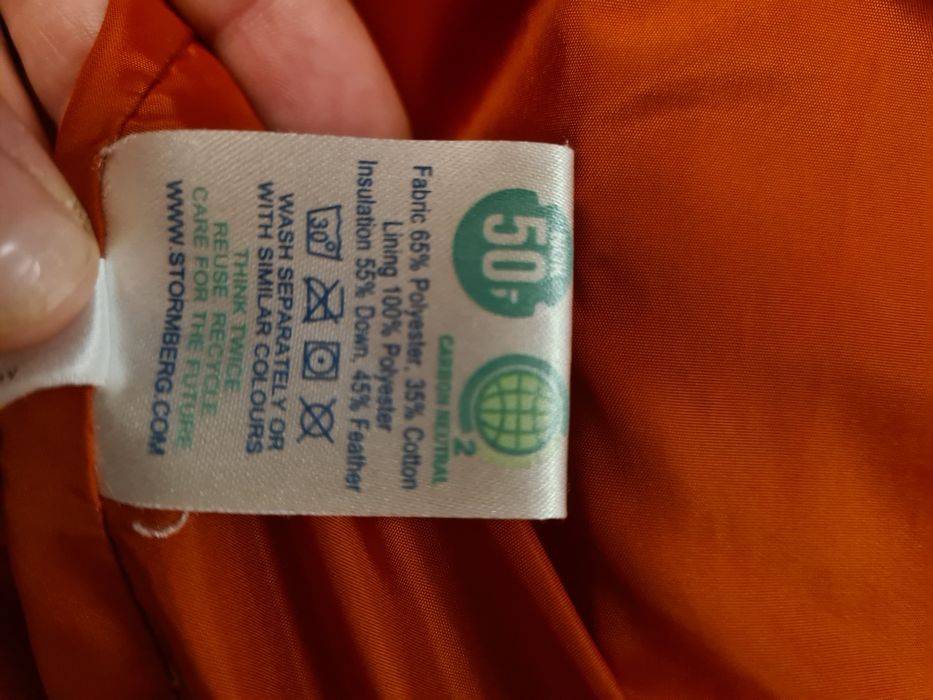 50
CARBON NEUTRAL
2
Fabric 65% Polyester, 35% Cotton
Lining 100% Polyester
Insulation 55% Down, 45% Feather
30°
WASH SEPARATELY OR
WITH SIMILAR COLOURS
THINK TWICE
REUSE RECYCLE
CARE FOR THE FUTURE
WWW.STORMBERG.COM